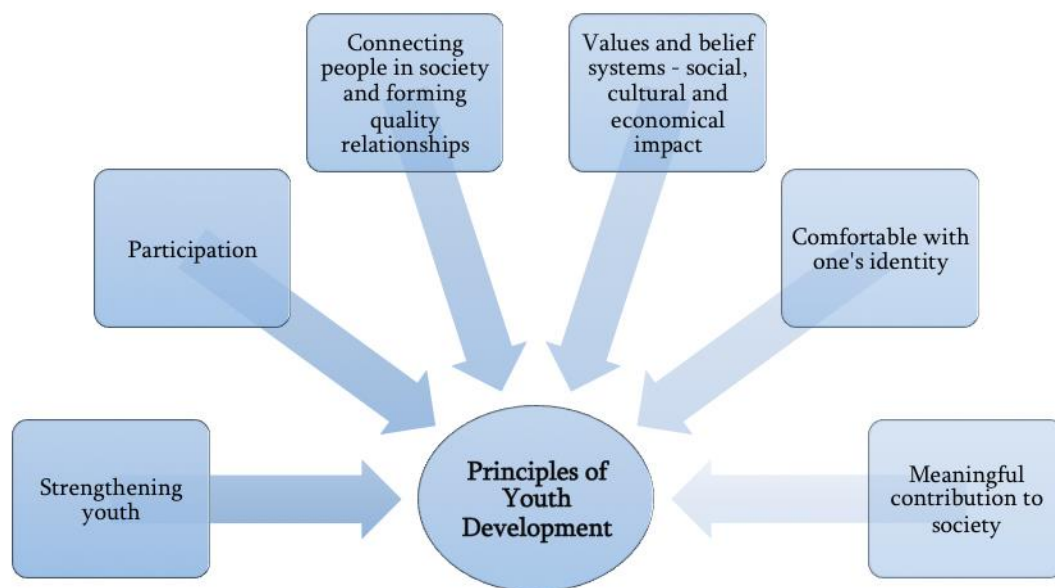 Connecting
people in society
and forming
quality
relationships
Values and belief
systems - social,
cultural and
economical
impact
Participation
Comfortable with
one's identity
Strengthening
youth
Principles of
Youth
Development
Meaningful
contribution to
society